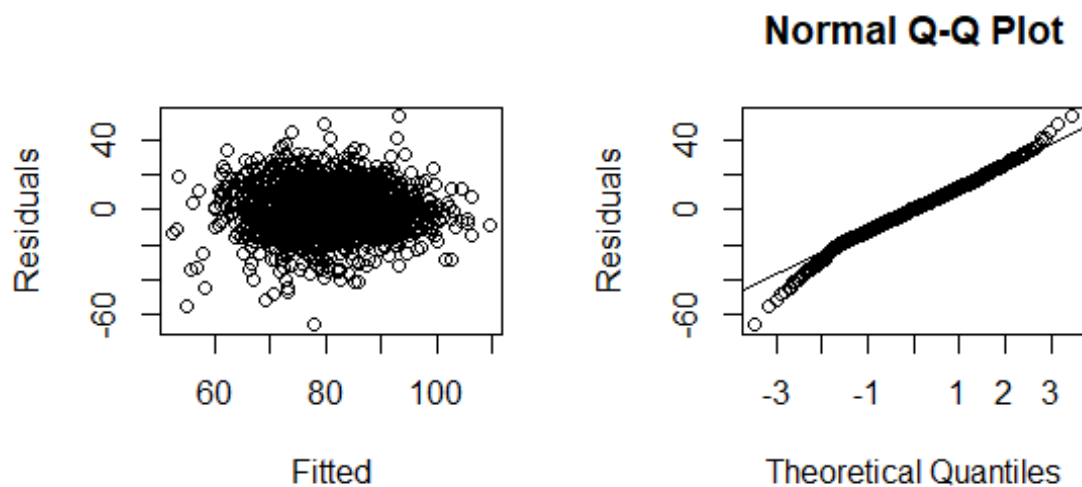 Normal Q-Q Plot
Residuals
40
0
-60
60
80
100
Fitted
Residuals
40
0
-60
-3
-1
1
2
3
Theoretical Quantiles